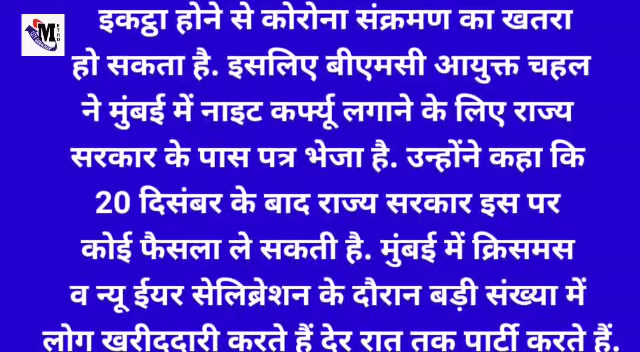 इकट्ठा होने से कोरोना संक्रमण का खतरा
हो सकता है. इसलिए बीएमसी आयुक्त चहल
ने मुंबई में नाइट कर्फ्यू लगाने के लिए राज्य
सरकार के पास पत्र भेजा है. उन्होंने कहा कि
20 दिसंबर के बाद राज्य सरकार इस पर
कोई फैसला ले सकती है. मुंबई में क्रिसमस
व न्यू ईयर सेलिब्रेशन के दौरान बड़ी संख्या में
लोग खरीददारी करते हैं देर रात तक पार्टी करते हैं.